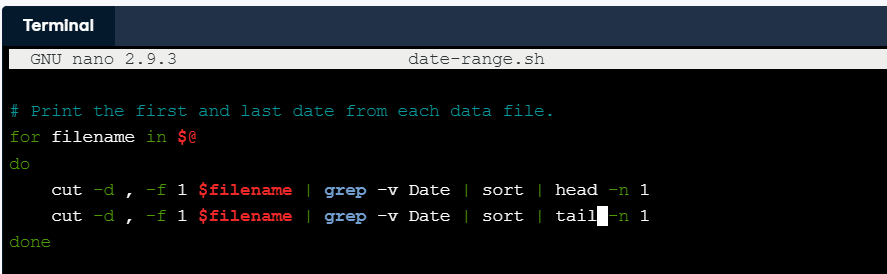 Terminal
GNU nano 2.9.3 date-range.sh
# Print the first and last date from each data file.
for filename in $@
do
    cut -d , -f 1 $filename | grep -v Date | sort | head -n 1
    cut -d , -f 1 $filename | grep -v Date | sort | tail -n 1
done